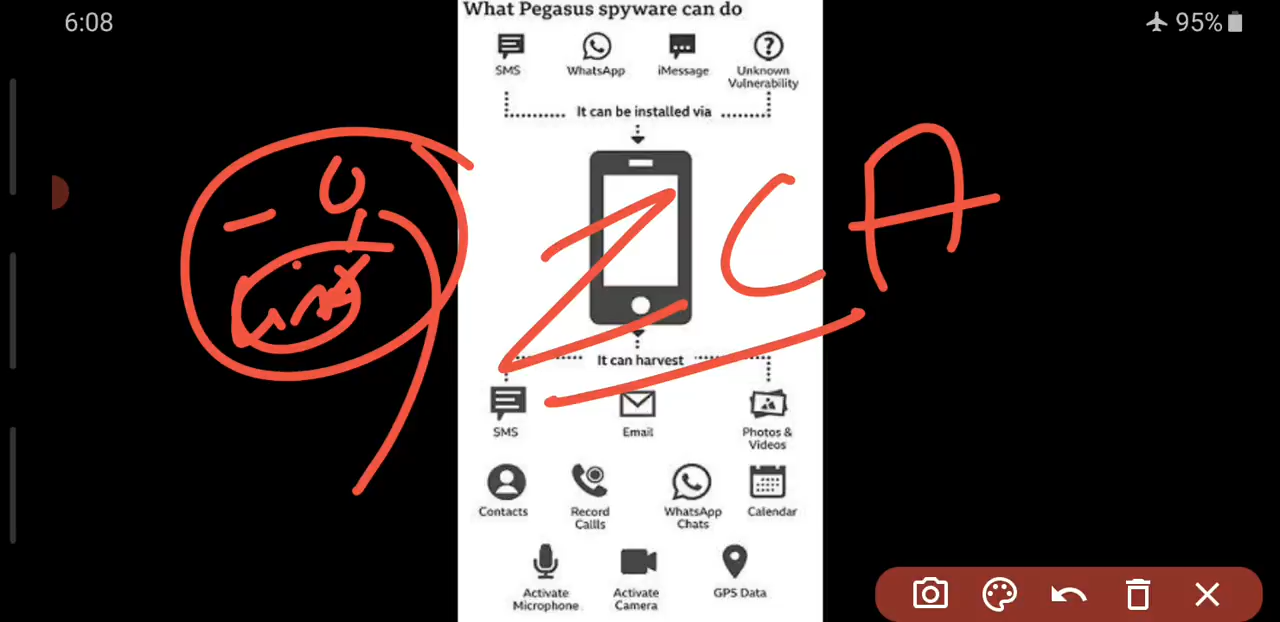 6:08
95%
What Pegasus spyware can do
SMS
WhatsApp
iMessage
Unknown
Vulnerability
It can be installed via
ZCA
It can harvest
SMS
Email
Photos &
Videos
Contacts
Record
Callls
WhatsApp
Chats
Calendar
Activate
Microphone
Activate
Camera
GPS Data